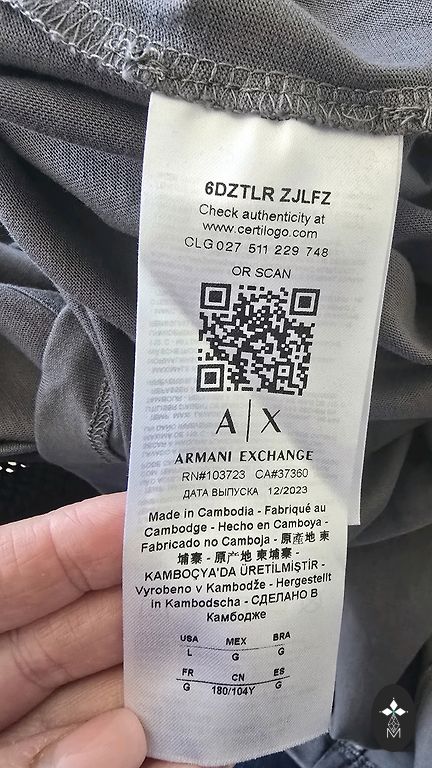 6DZTLR ZJLFZ
Check authenticity at
www.certilogo.com
CLG 027 511 229 748
OR SCAN
A|X
ARMANI EXCHANGE
RN#103723 CA#37360
ДАТА ВЫПУСКА 12/2023
Made in Cambodia - Fabriqué au
Cambodge - Hecho en Camboya -
Fabricado no Camboja - 原產地 柬
埔寨 - 原产地 柬埔寨 -
KAMBOÇYA'DA ÜRETİLMİŞTİR -
Vyrobeno v Kambodže - Hergestellt
in Kambodscha - СДЕЛАНО В
Камбодже
USA MEX BRA
L G G
FR CN ES
G 180/104Y G
M